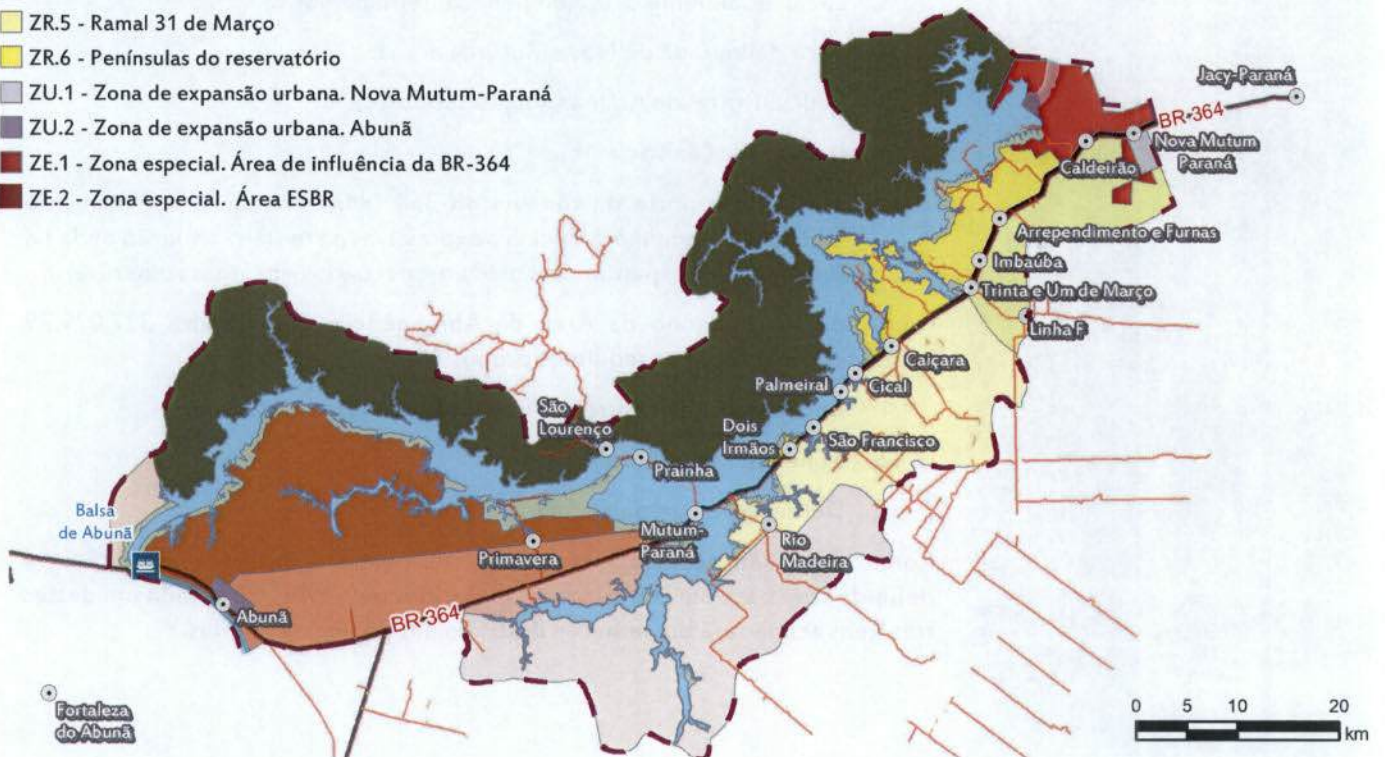 ZR.5 - Ramal 31 de Março
ZR.6 - Penínsulas do reservatório
ZU.1 - Zona de expansão urbana. Nova Mutum-Paraná
ZU.2 - Zona de expansão urbana. Abunã
ZE.1 - Zona especial. Área de influência da BR-364
ZE.2 - Zona especial. Área ESBR
Jacy-Paraná
BR-364
Nova Mutum
Paraná
Caldeirão
Arrependimento e Furnas
Imbaúba
Trinta e Um de Março
Linha F
Caiçara
Palmeiral
Cical
São
Lourenço
Dois
Irmãos
São Francisco
Prainha
Balsa
de Abunã
Mutum-
Paraná
Rio
Madeira
Primavera
Abunã
BR-364
Fortaleza
do Abunã
0 5 10 20
km